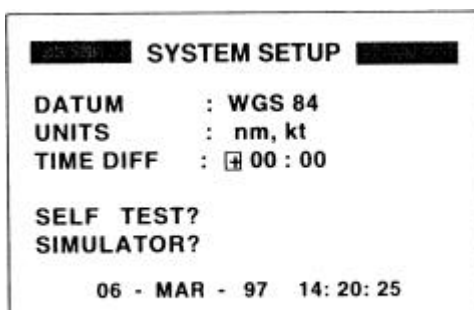 SYSTEM SETUP
DATUM : WGS 84
UNITS : nm, kt
TIME DIFF : + 00 : 00
SELF TEST?
SIMULATOR?
06 - MAR - 97 14: 20: 25